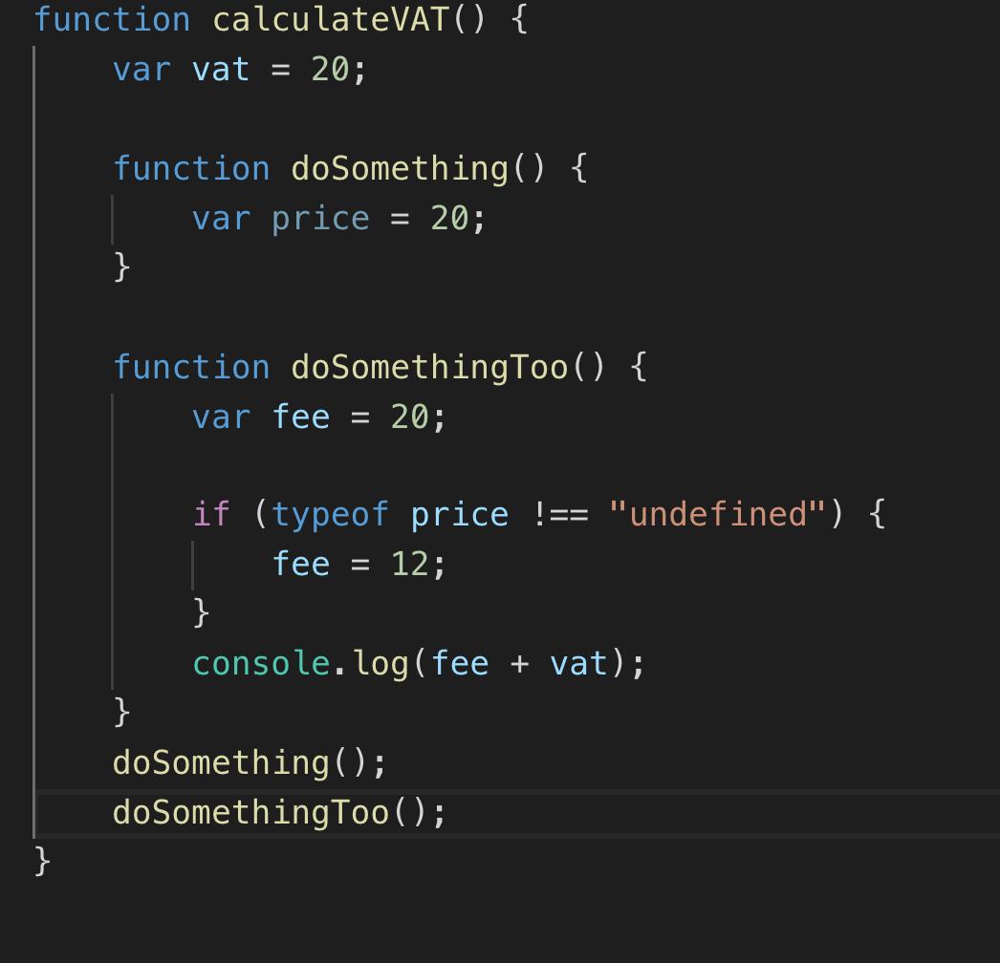 function calculateVAT() {
    var vat = 20;

    function doSomething() {
        var price = 20;
    }

    function doSomethingToo() {
        var fee = 20;

        if (typeof price !== "undefined") {
            fee = 12;
        }
        console.log(fee + vat);
    }
    doSomething();
    doSomethingToo();
}